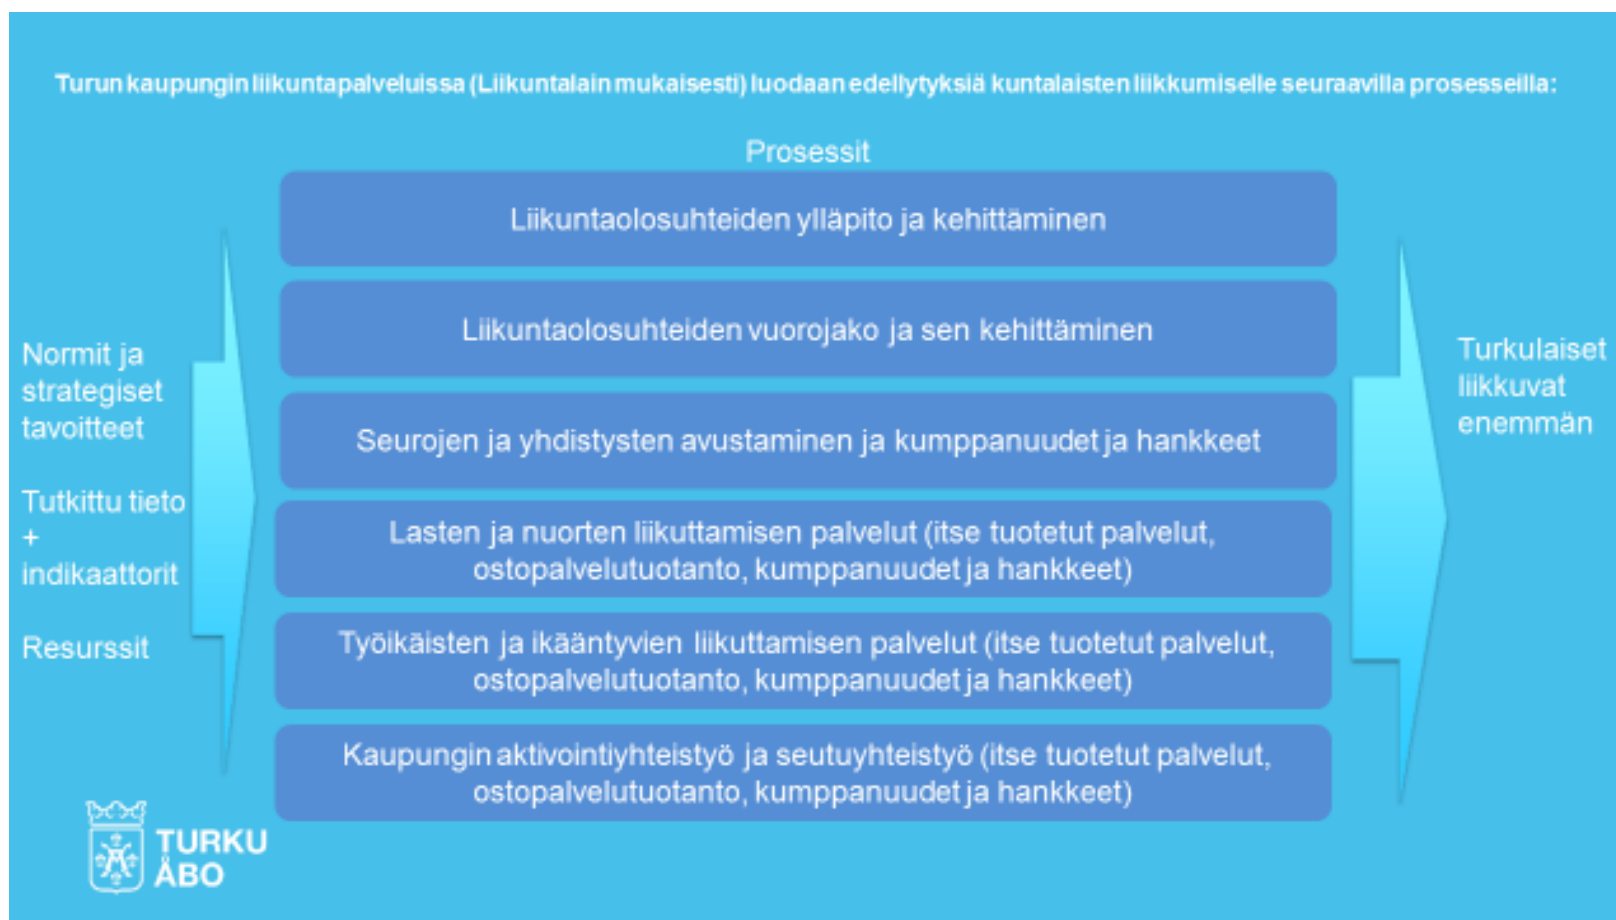 Turun kaupungin liikuntapalveluissa (Liikuntalain mukaisesti) luodaan edellytyksiä kuntalaisten liikkumiselle seuraavilla prosesseilla:
Prosessit
Normit ja
strategiset
tavoitteet
Tutkittu tieto
+
indikaattorit
Resurssit
Liikuntaolosuhteiden ylläpito ja kehittäminen
Liikuntaolosuhteiden vuorojako ja sen kehittäminen
Seurojen ja yhdistysten avustaminen ja kumppanuudet ja hankkeet
Lasten ja nuorten liikuttamisen palvelut (itse tuotetut palvelut,
ostopalvelutuotanto, kumppanuudet ja hankkeet)
Työikäisten ja ikääntyvien liikuttamisen palvelut (itse tuotetut palvelut,
ostopalvelutuotanto, kumppanuudet ja hankkeet)
Kaupungin aktivointiyhteistyö ja seutuyhteistyö (itse tuotetut palvelut,
ostopalvelutuotanto, kumppanuudet ja hankkeet)
Turkulaiset
liikkuvat
enemmän
TURKU
ÅBO